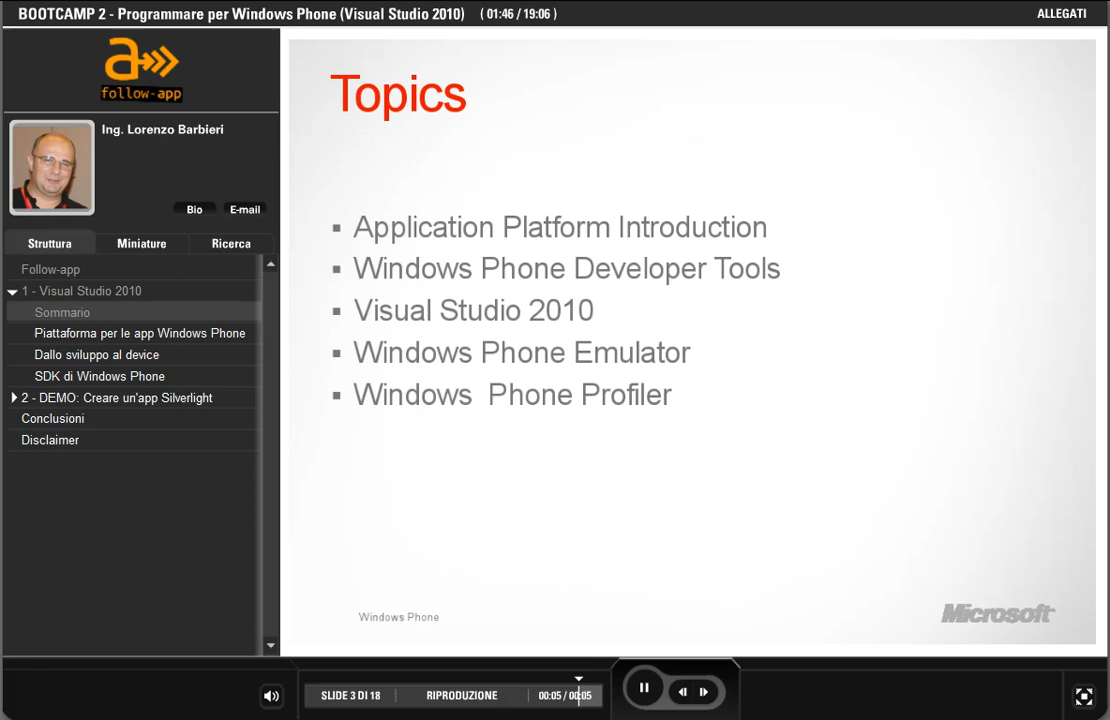 BOOTCAMP 2 - Programmare per Windows Phone (Visual Studio 2010) ( 01:46 / 19:06 )
ALLEGATI
a
follow-app
Ing. Lorenzo Barbieri
Bio
E-mail
Struttura
Miniature
Ricerca
Follow-app
1 - Visual Studio 2010
Sommario
Piattaforma per le app Windows Phone
Dallo sviluppo al device
SDK di Windows Phone
2 - DEMO: Creare un'app Silverlight
Conclusioni
Disclaimer
Topics
▪ Application Platform Introduction
▪ Windows Phone Developer Tools
▪ Visual Studio 2010
▪ Windows Phone Emulator
▪ Windows  Phone Profiler
Windows Phone
Microsoft
SLIDE 3 DI 18
RIPRODUZIONE
00:05 / 00:05